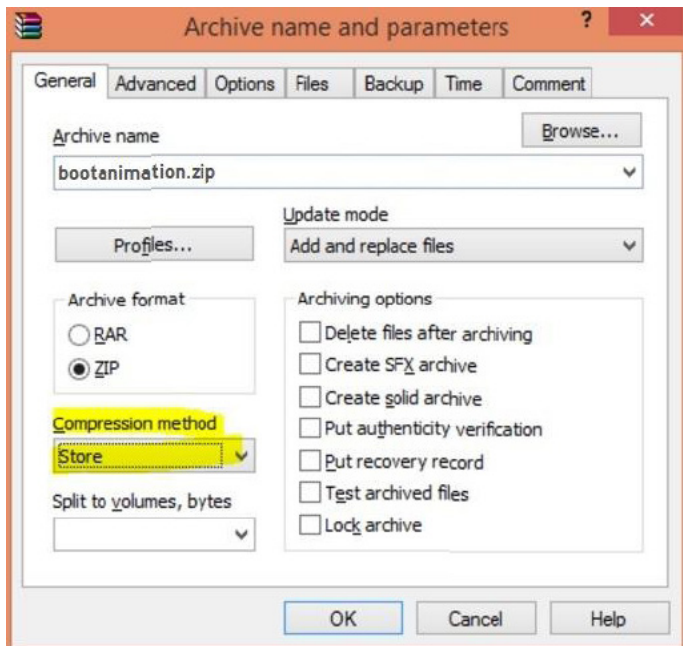 Archive name and parameters ? ×
General Advanced Options Files Backup Time Comment
Archive name
Browse...
bootanimation.zip
Update mode
Profiles...
Add and replace files
Archive format
RAR
ZIP
Archiving options
Delete files after archiving
Create SFX archive
Create solid archive
Put authenticity verification
Put recovery record
Test archived files
Lock archive
Compression method
Store
Split to volumes, bytes
OK Cancel Help